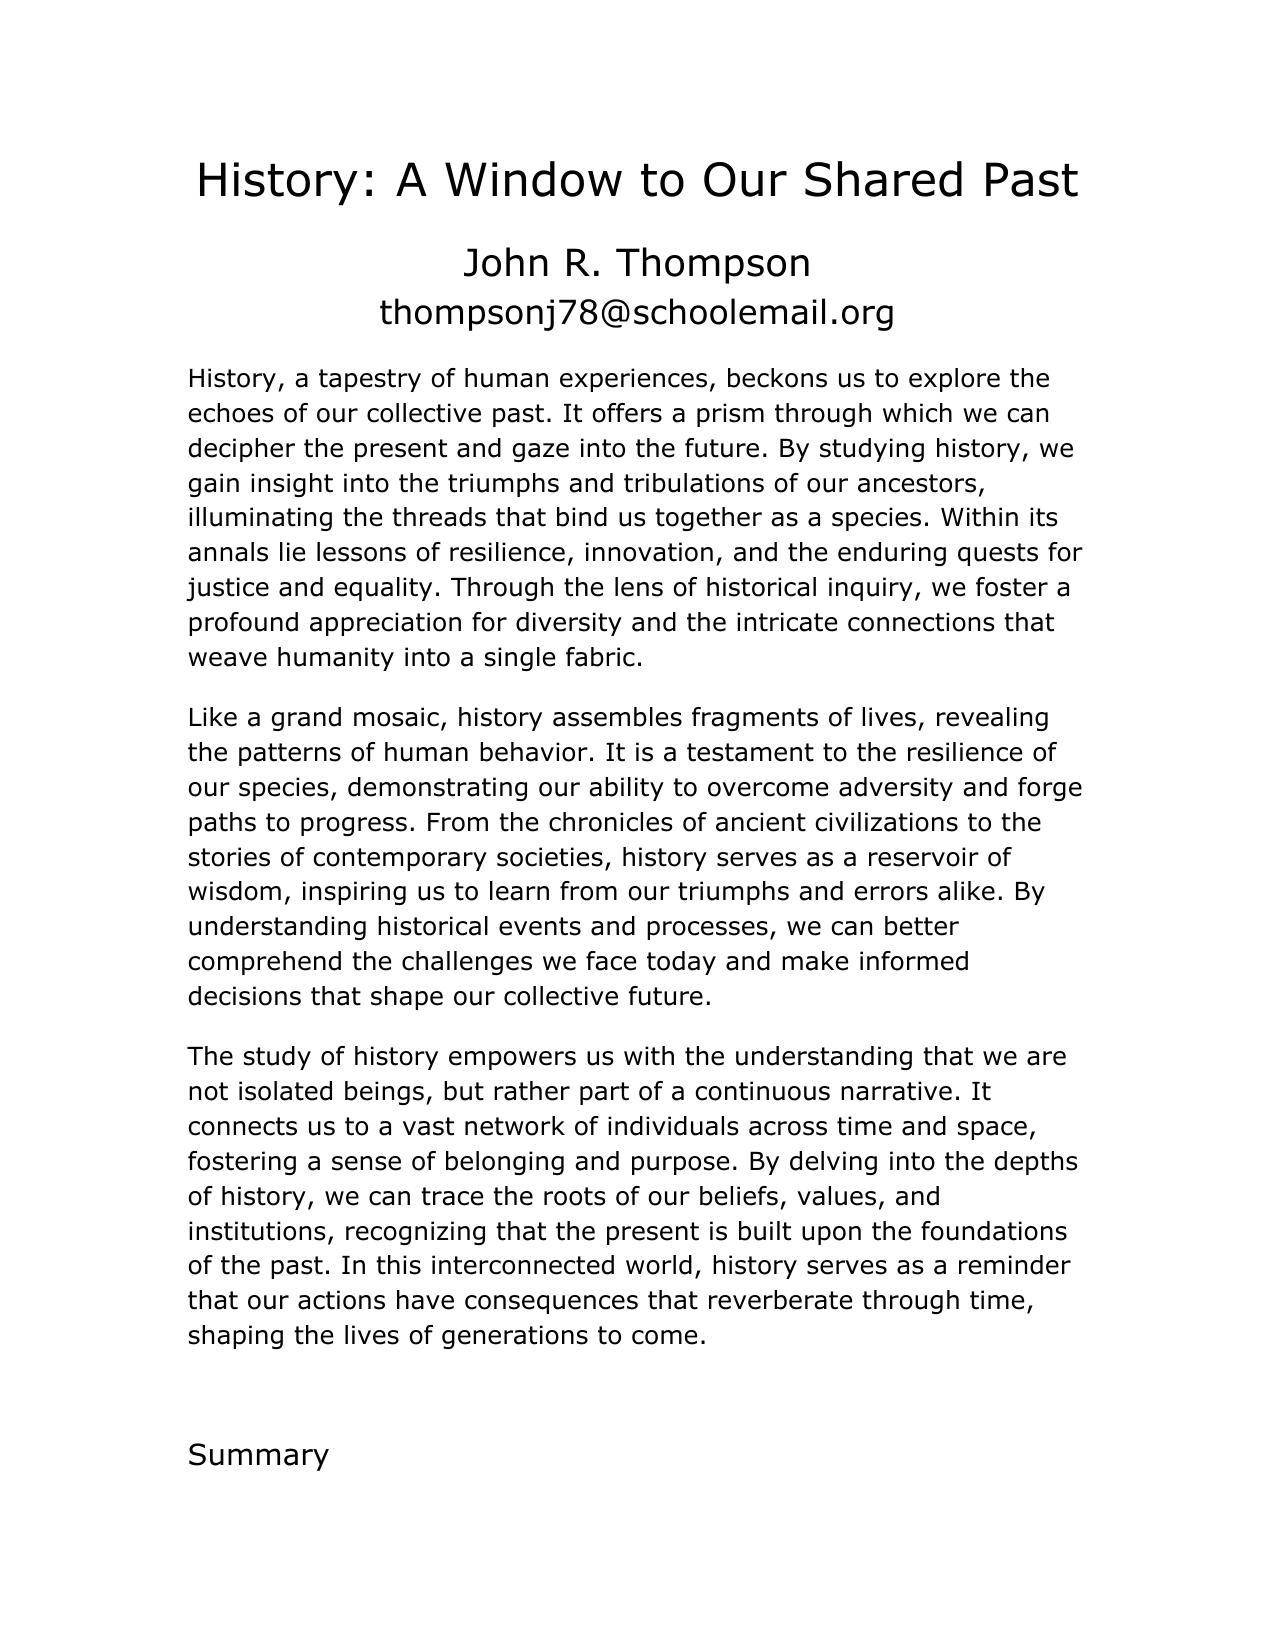 History: A Window to Our Shared Past
John R. Thompson
thompsonj78@schoolemail.org
History, a tapestry of human experiences, beckons us to explore the
echoes of our collective past. It offers a prism through which we can
decipher the present and gaze into the future. By studying history, we
gain insight into the triumphs and tribulations of our ancestors,
illuminating the threads that bind us together as a species. Within its
annals lie lessons of resilience, innovation, and the enduring quests for
justice and equality. Through the lens of historical inquiry, we foster a
profound appreciation for diversity and the intricate connections that
weave humanity into a single fabric.
Like a grand mosaic, history assembles fragments of lives, revealing
the patterns of human behavior. It is a testament to the resilience of
our species, demonstrating our ability to overcome adversity and forge
paths to progress. From the chronicles of ancient civilizations to the
stories of contemporary societies, history serves as a reservoir of
wisdom, inspiring us to learn from our triumphs and errors alike. By
understanding historical events and processes, we can better
comprehend the challenges we face today and make informed
decisions that shape our collective future.
The study of history empowers us with the understanding that we are
not isolated beings, but rather part of a continuous narrative. It
connects us to a vast network of individuals across time and space,
fostering a sense of belonging and purpose. By delving into the depths
of history, we can trace the roots of our beliefs, values, and
institutions, recognizing that the present is built upon the foundations
of the past. In this interconnected world, history serves as a reminder
that our actions have consequences that reverberate through time,
shaping the lives of generations to come.
Summary